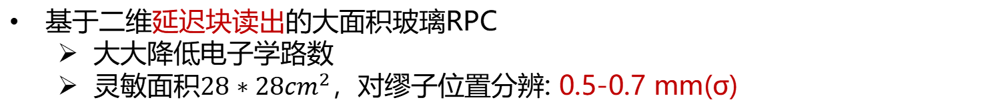 • 基于二维延迟块读出的大面积玻璃RPC
➢ 大大降低电子学路数
➢ 灵敏面积28 ∗ 28cm²，对缪子位置分辨: 0.5-0.7 mm(σ)